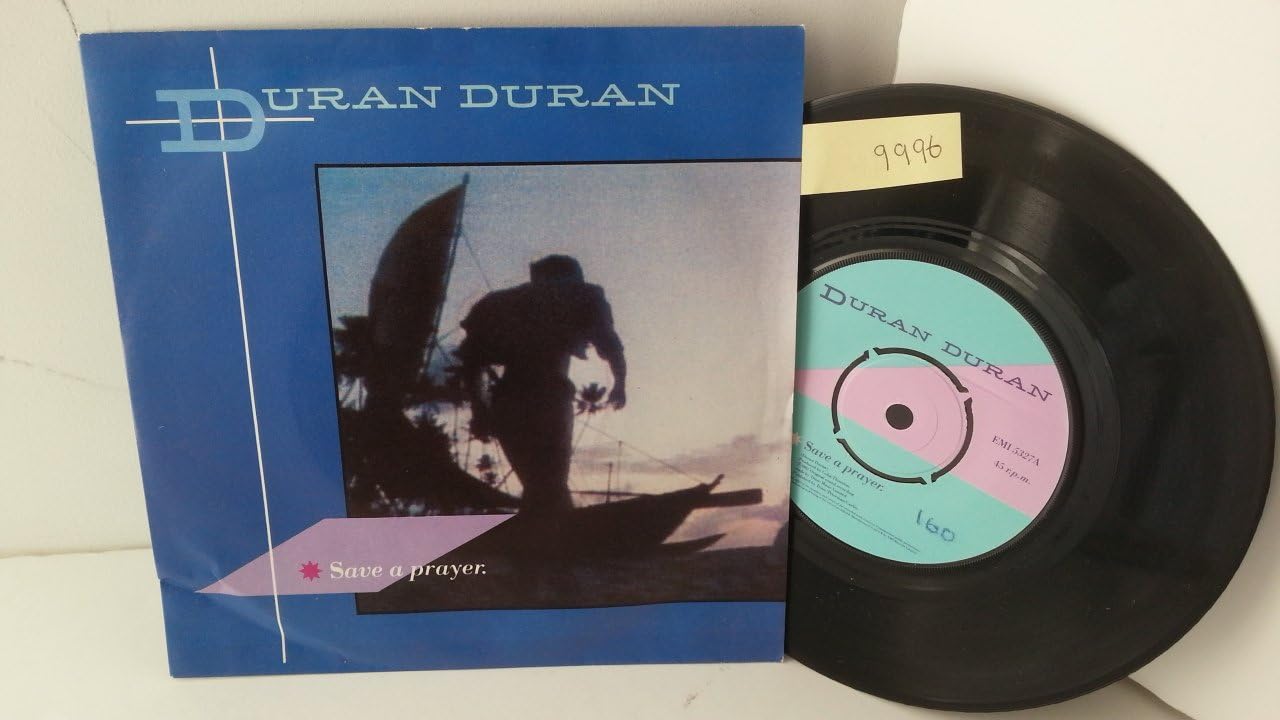 DURAN DURAN
Save a prayer.
9996
DURAN DURAN
EMI 5327A
45 r.p.m.
Save a prayer.
160